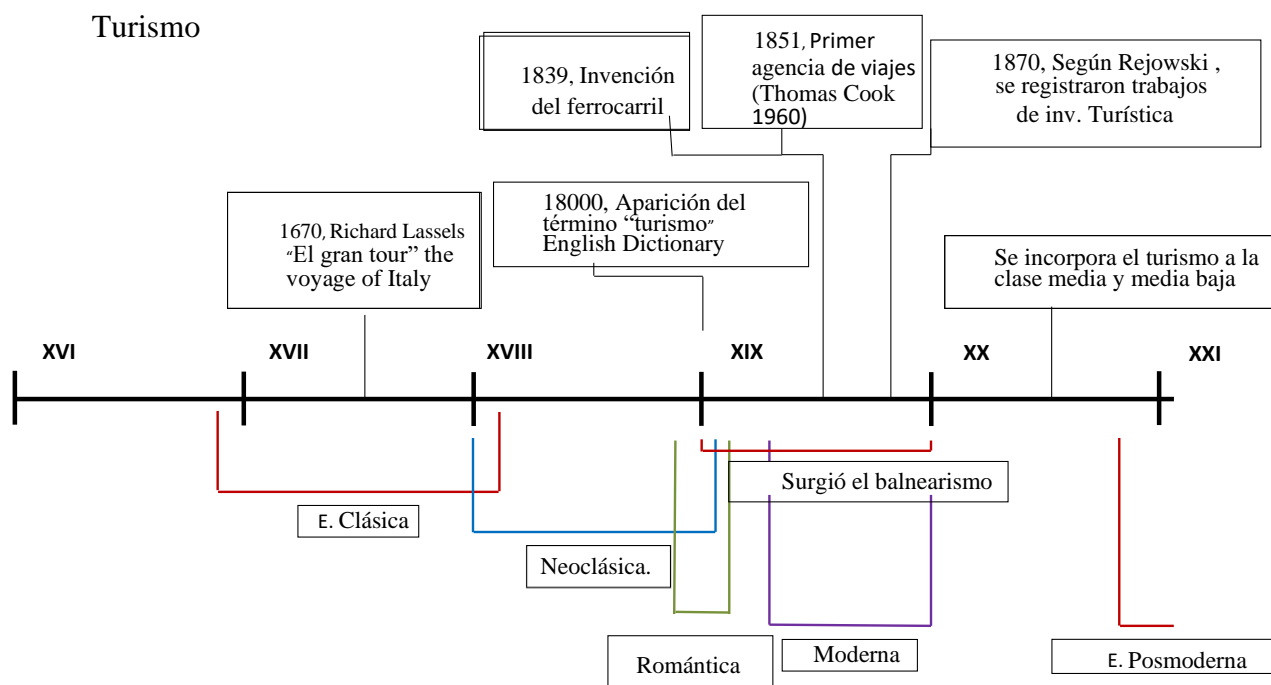 Turismo
1839, Invención
del ferrocarril
1851, Primer
agencia de viajes
(Thomas Cook
1960)
1870, Según Rejowski ,
se registraron trabajos
de inv. Turística
1670, Richard Lassels
“El gran tour” the
voyage of Italy
18000, Aparición del
término “turismo”
English Dictionary
Se incorpora el turismo a la
clase media y media baja
XVI
XVII
XVIII
XIX
XX
XXI
Surgió el balnearismo
E. Clásica
Neoclásica.
Romántica
Moderna
E. Posmoderna